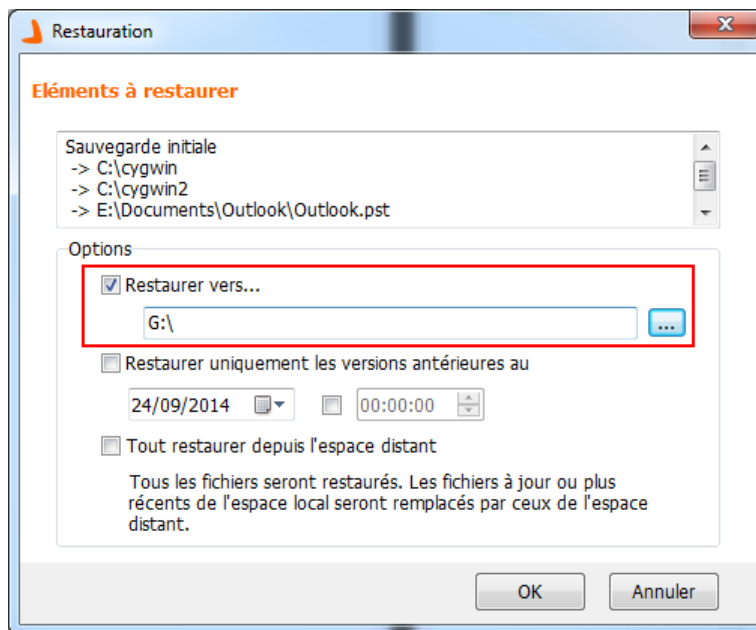 Restauration
Eléments à restaurer
Sauvegarde initiale
-> C:\cygwin
-> C:\cygwin2
-> E:\Documents\Outlook\Outlook.pst
Options
Restaurer vers...
G:\
...
Restaurer uniquement les versions antérieures au
24/09/2014
00:00:00
Tout restaurer depuis l'espace distant
Tous les fichiers seront restaurés. Les fichiers à jour ou plus
récents de l'espace local seront remplacés par ceux de l'espace
distant.
OK
Annuler